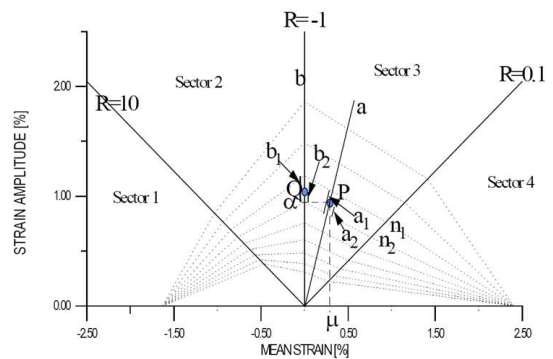 R=-1
Sector 2
Sector 3
b
R=0.1
2.00
R=10
a
STRAIN AMPLITUDE [%]
b1
b2
Sector 1
Q
P
Sector 4
1.00
α
a1
n1
a2
n2
0.00
-2.50
-1.50
-0.50
0.50
1.50
2.50
μ
MEAN STRAIN [%]